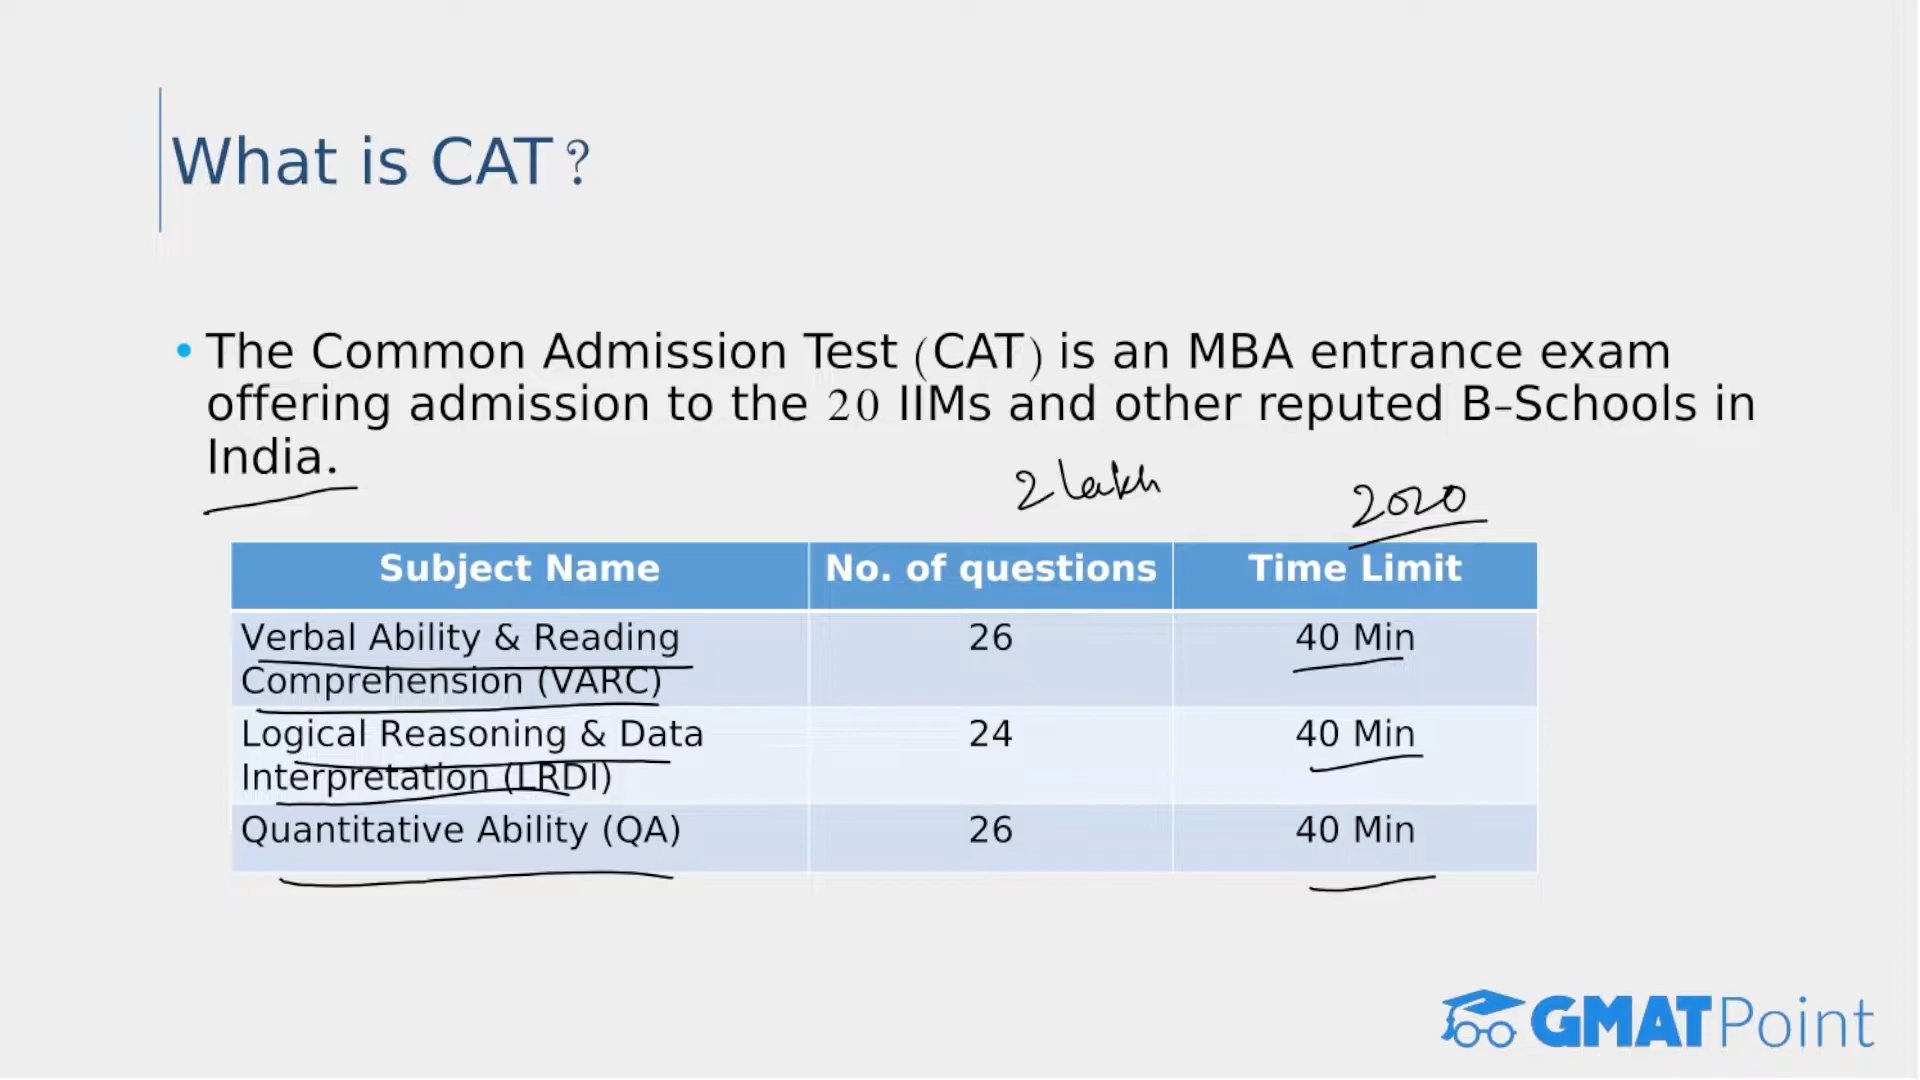 What is CAT?
• The Common Admission Test (CAT) is an MBA entrance exam
offering admission to the 20 IIMs and other reputed B-Schools in
India.
2 lakh
2020
Subject Name No. of questions Time Limit
Verbal Ability & Reading 26 40 Min
Comprehension (VARC)
Logical Reasoning & Data 24 40 Min
Interpretation (LRDI)
Quantitative Ability (QA) 26 40 Min
GMATPoint